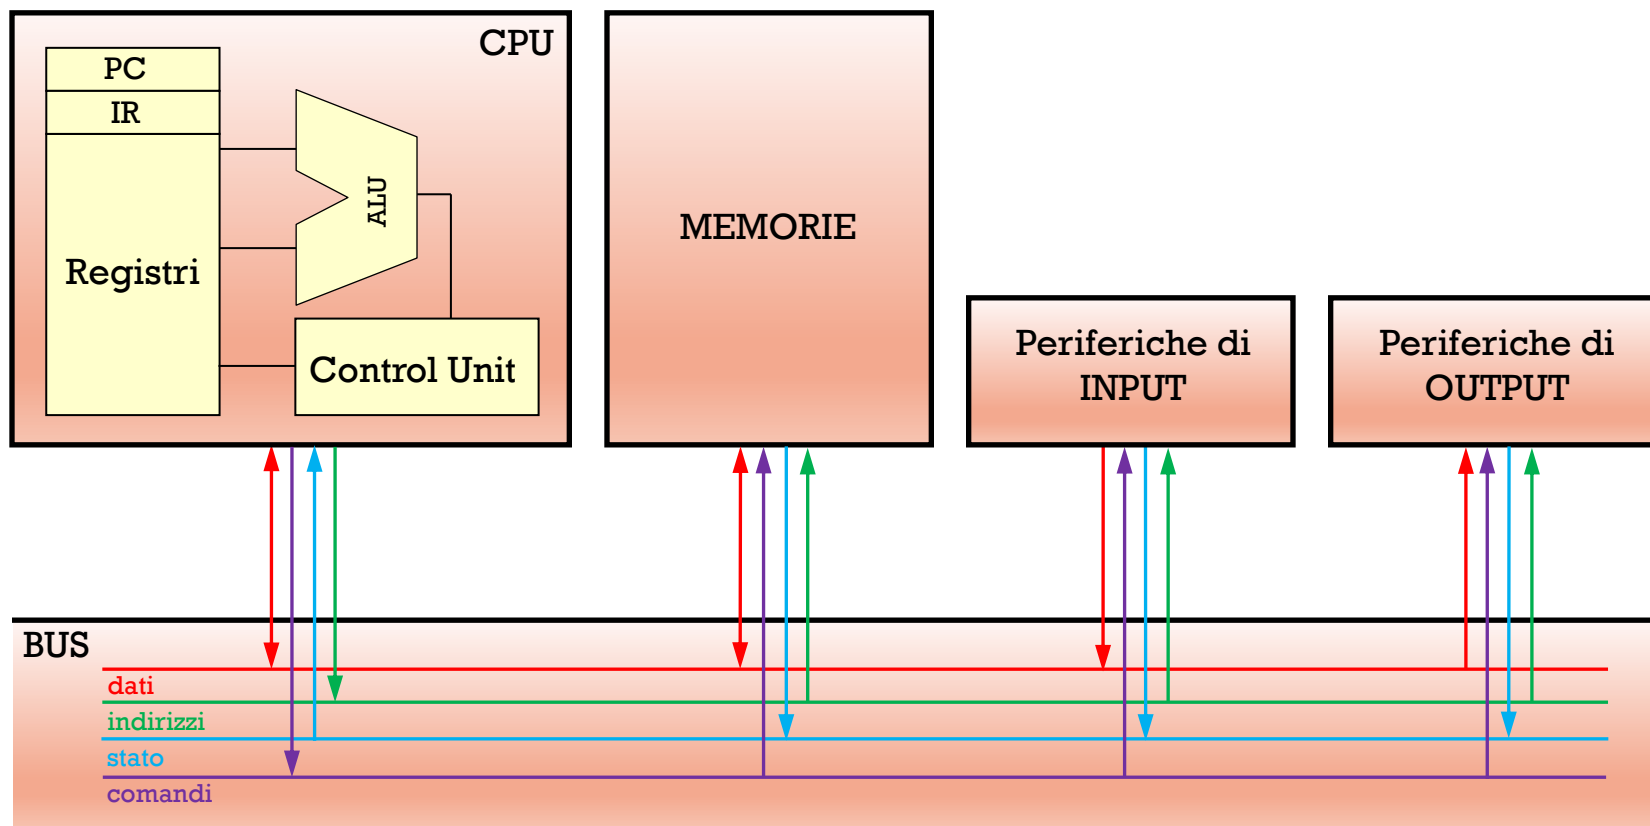 CPU
PC
IR
Registri
ALU
Control Unit
MEMORIE
Periferiche di
INPUT
Periferiche di
OUTPUT
BUS
dati
indirizzi
stato
comandi